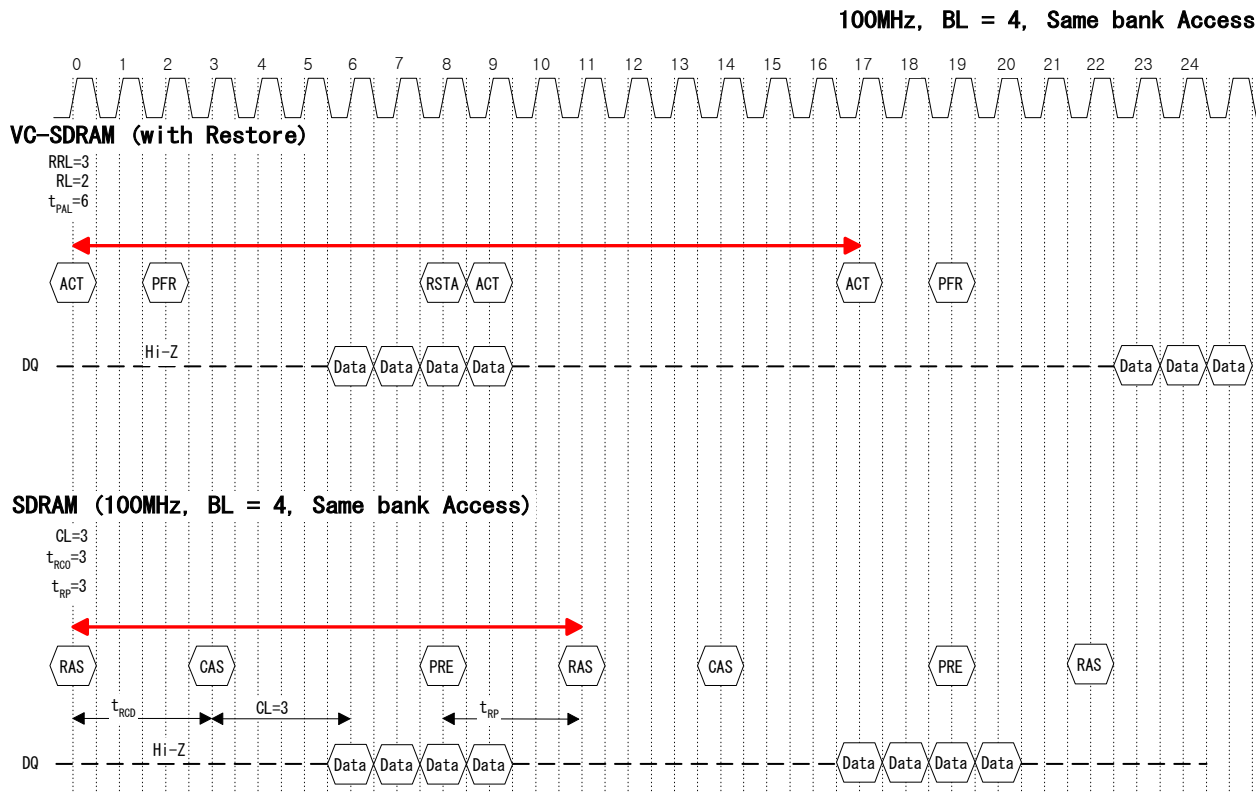 100MHz, BL = 4, Same bank Access
0 1 2 3 4 5 6 7 8 9 10 11 12 13 14 15 16 17 18 19 20 21 22 23 24
VC-SDRAM (with Restore)
RRL=3
RL=2
tPAL=6
ACT PFR RSTA ACT ACT PFR
Hi-Z
DQ Data Data Data Data Data Data Data
SDRAM (100MHz, BL = 4, Same bank Access)
CL=3
tRCO=3
tRP=3
RAS CAS PRE RAS CAS PRE RAS
tRCD CL=3 tRP
Hi-Z
DQ Data Data Data Data Data Data Data Data